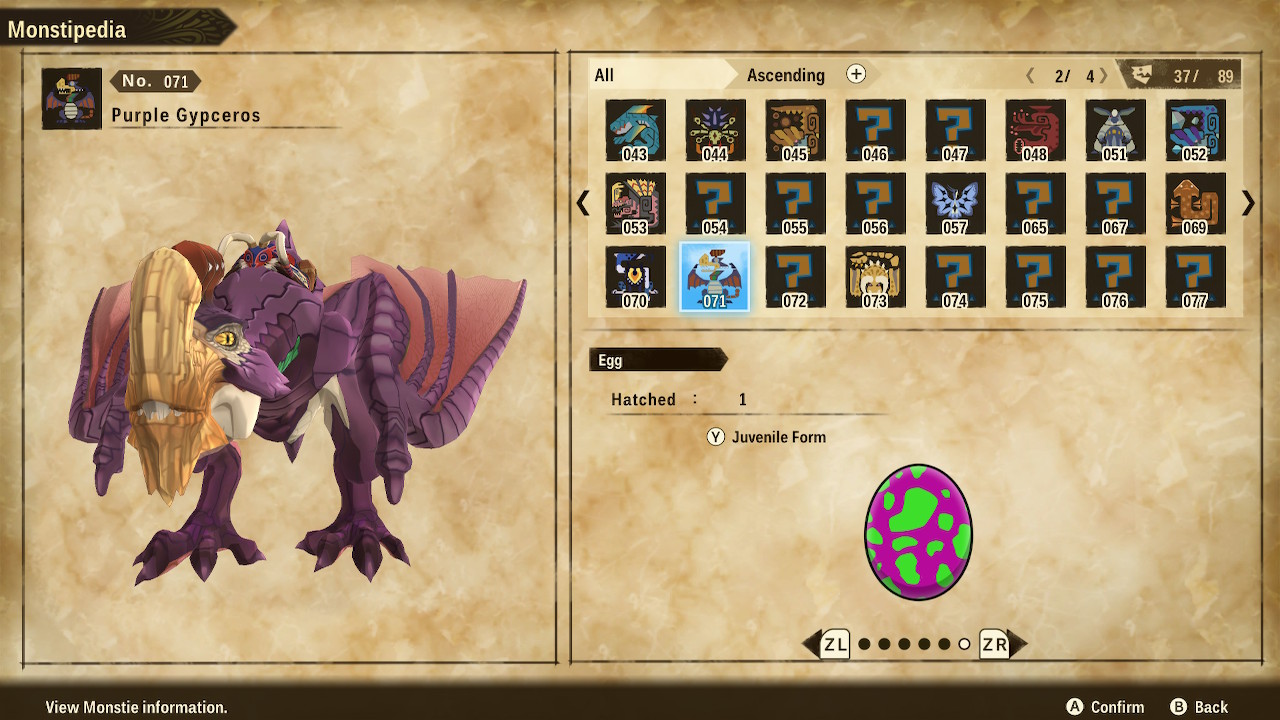 Monstipedia
No. 071
Purple Gypceros
All
Ascending
2/ 4
37/ 89
043 044 045 046 047 048 051 052
053 054 055 056 057 065 067 069
070 071 072 073 074 075 076 077
Egg
Hatched : 1
Y Juvenile Form
ZL ZR
View Monstie information.
A Confirm B Back